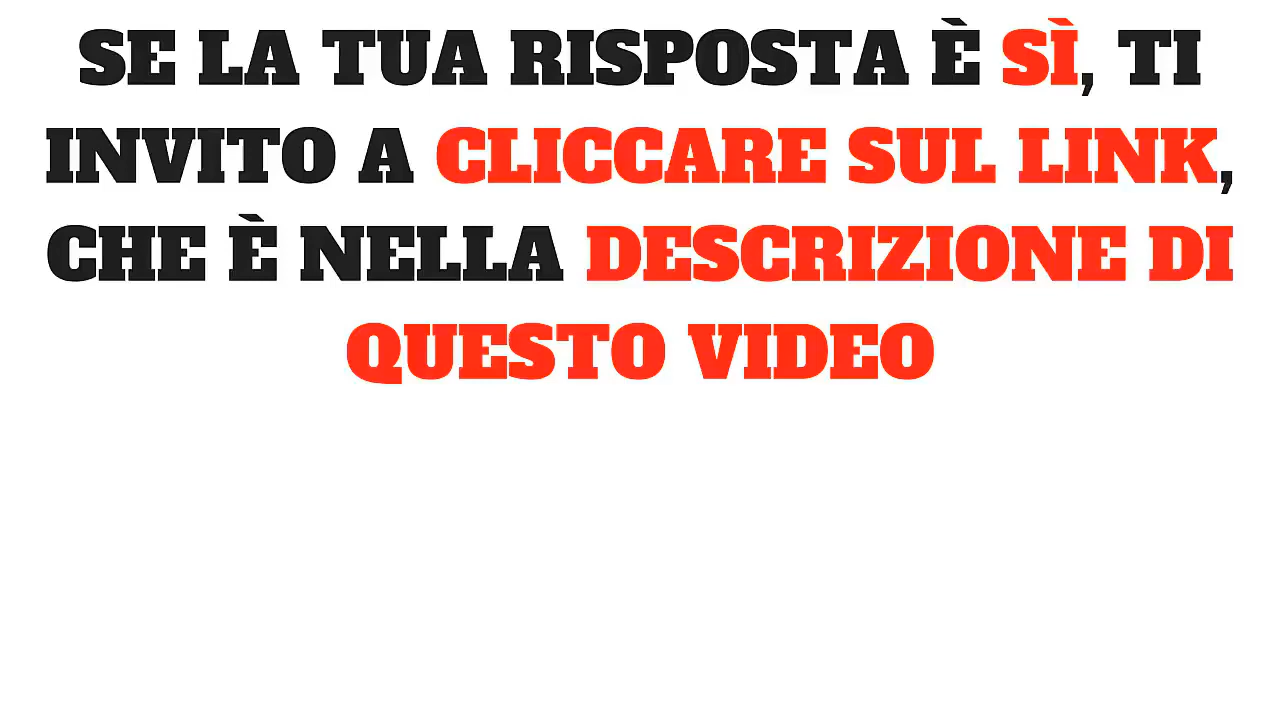 SE LA TUA RISPOSTA È SÌ, TI
INVITO A CLICCARE SUL LINK,
CHE È NELLA DESCRIZIONE DI
QUESTO VIDEO